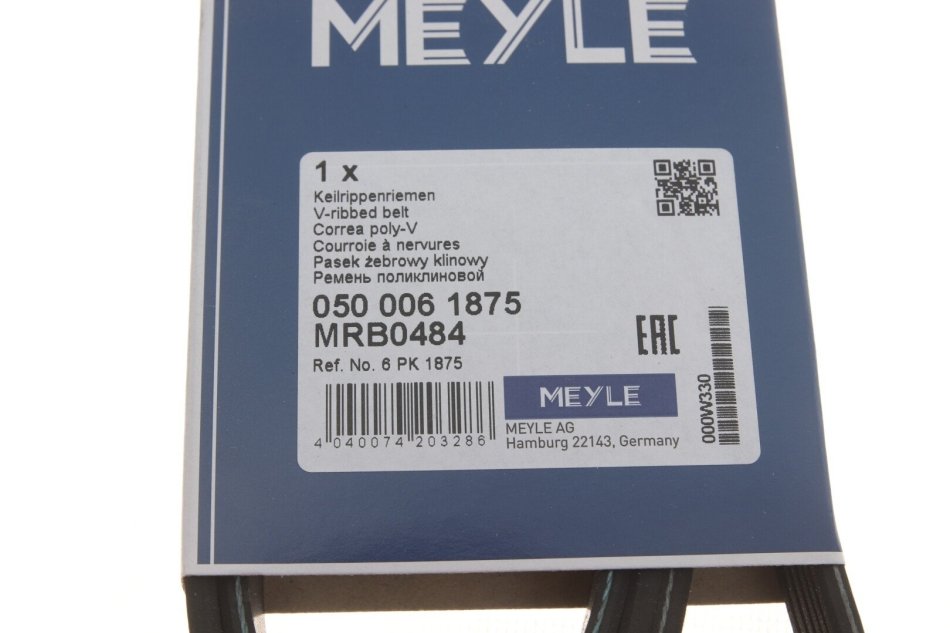 MEYLE
1 x
Keilrippenriemen
V-ribbed belt
Correa poly-V
Courroie à nervures
Pasek żebrowy klinowy
Ремень поликлиновой
050 006 1875
MRB0484
Ref. No. 6 PK 1875
EAC
4 040074 203286
MEYLE
MEYLE AG
Hamburg 22143, Germany
000W330